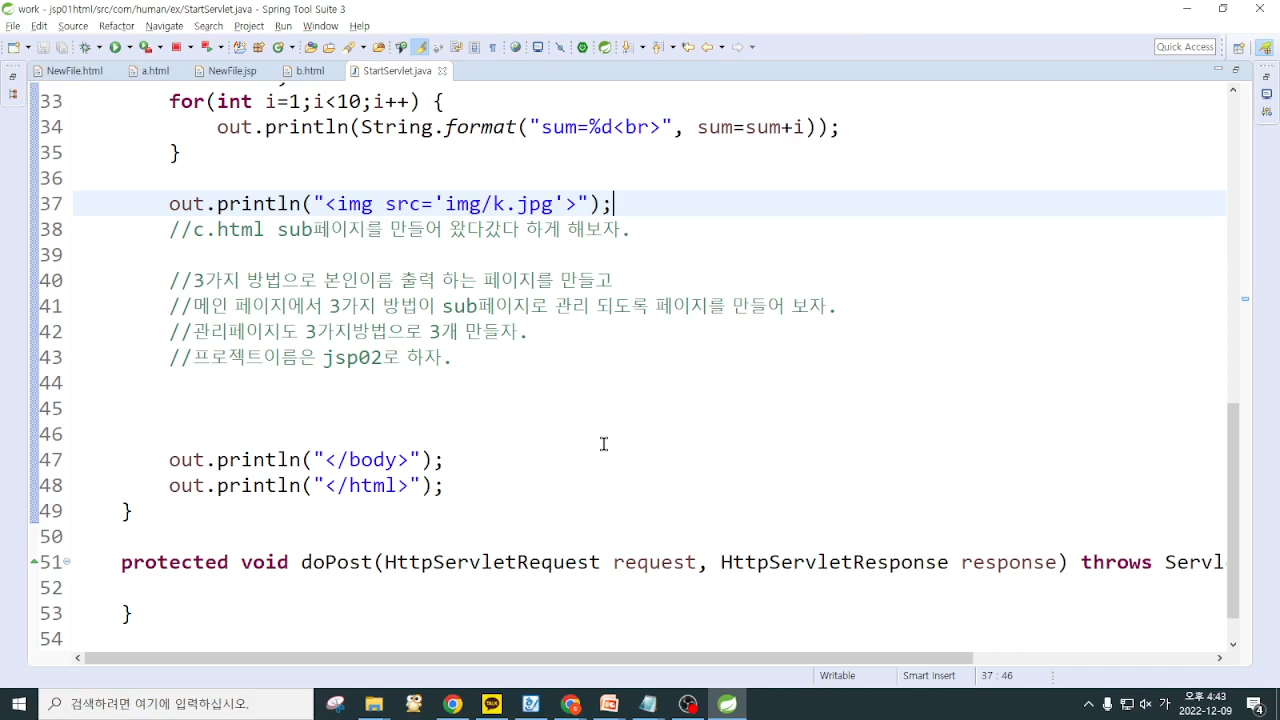 work - jsp01html/src/com/human/ex/StartServlet.java - Spring Tool Suite 3
File Edit Source Refactor Navigate Search Project Run Window Help
Quick Access
NewFile.html a.html NewFile.jsp b.html StartServlet.java
33 for(int i=1;i<10;i++) {
34 out.println(String.format("sum=%d<br>", sum=sum+i));
35 }
36
37 out.println("<img src='img/k.jpg'>");
38 //c.html sub페이지를 만들어 왔다갔다 하게 해보자.
39
40 //3가지 방법으로 본인이름 출력 하는 페이지를 만들고
41 //메인 페이지에서 3가지 방법이 sub페이지로 관리 되도록 페이지를 만들어 보자.
42 //관리페이지도 3가지방법으로 3개 만들자.
43 //프로젝트이름은 jsp02로 하자.
44
45
46
47 out.println("</body>");
48 out.println("</html>");
49 }
50
51 protected void doPost(HttpServletRequest request, HttpServletResponse response) throws Servl
52
53 }
54
Writable Smart Insert 37 : 46
검색하려면 여기에 입력하십시오.
가 오후 4:43
2022-12-09